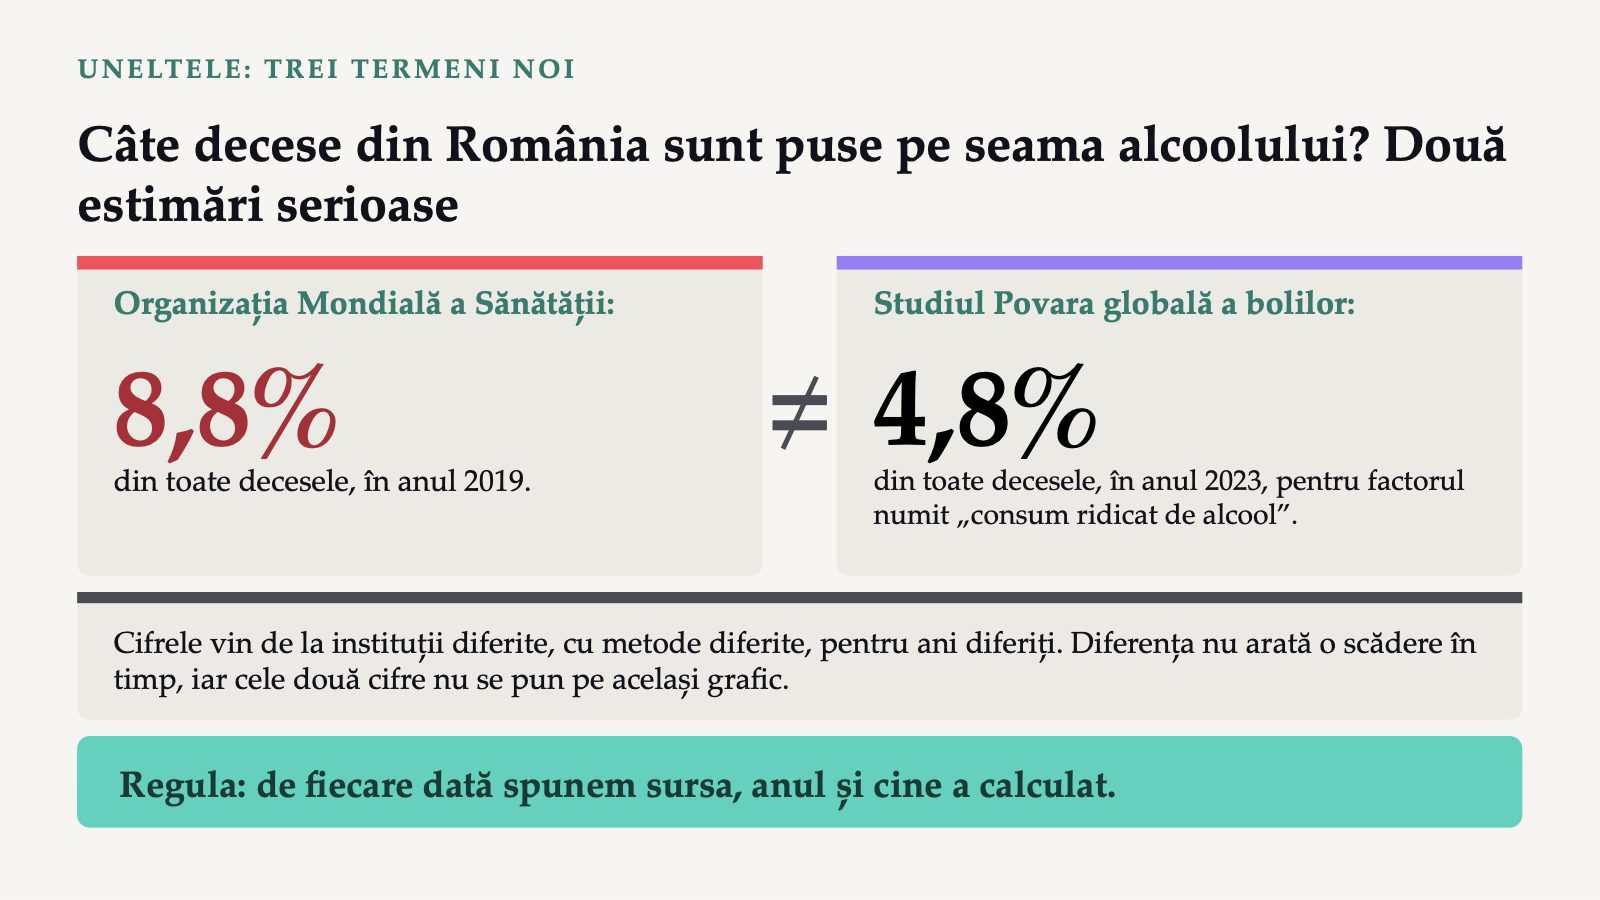 UNELTELE: TREI TERMENI NOI
Câte decese din România sunt puse pe seama alcoolului? Două
estimări serioase
Organizația Mondială a Sănătății:
8,8%
din toate decesele, în anul 2019.
≠
Studiul Povara globală a bolilor:
4,8%
din toate decesele, în anul 2023, pentru factorul
numit „consum ridicat de alcool”.
Cifrele vin de la instituții diferite, cu metode diferite, pentru ani diferiți. Diferența nu arată o scădere în
timp, iar cele două cifre nu se pun pe același grafic.
Regula: de fiecare dată spunem sursa, anul și cine a calculat.